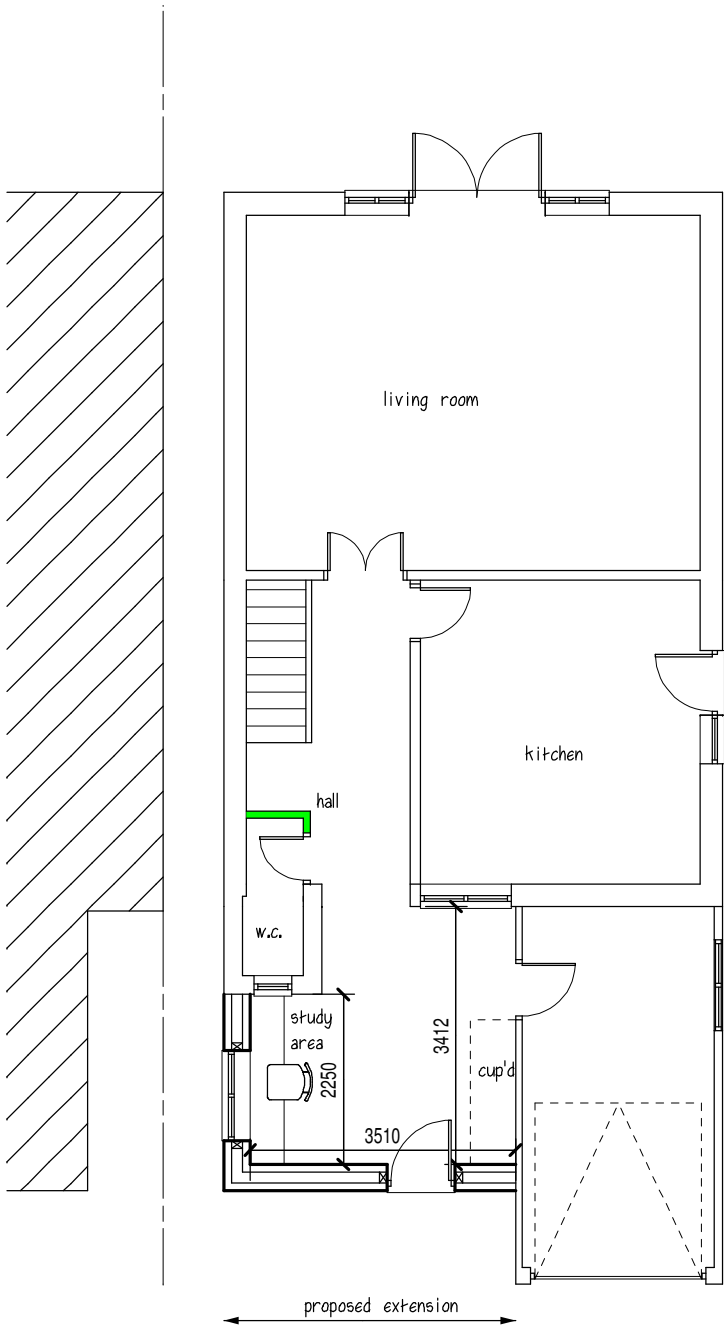 living room
kitchen
hall
w.c.
study
area
2250
3412
cup'd
3510
proposed extension